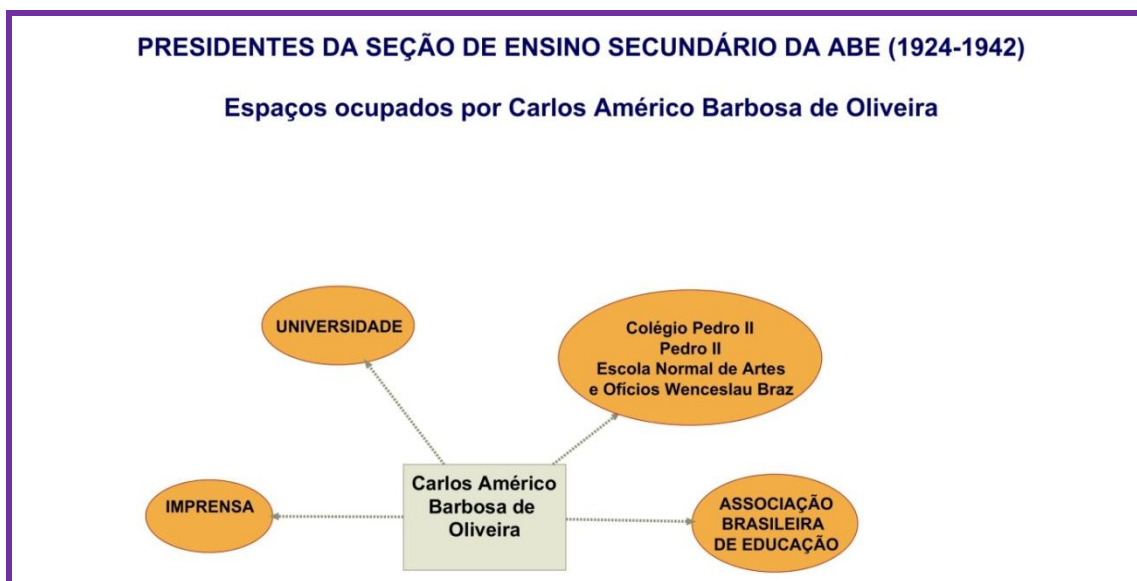 PRESIDENTES DA SEÇÃO DE ENSINO SECUNDÁRIO DA ABE (1924-1942)
Espaços ocupados por Carlos Américo Barbosa de Oliveira
UNIVERSIDADE
Colégio Pedro II
Pedro II
Escola Normal de Artes
e Ofícios Wenceslau Braz
IMPRENSA
Carlos Américo
Barbosa de
Oliveira
ASSOCIAÇÃO
BRASILEIRA
DE EDUCAÇÃO